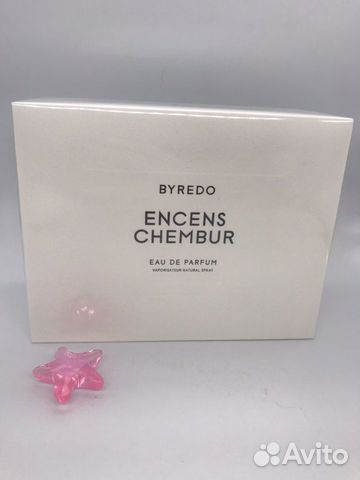 BYREDO
ENCENS
CHEMBUR
EAU DE PARFUM
VAPORISATEUR NATURAL SPRAY
Avito